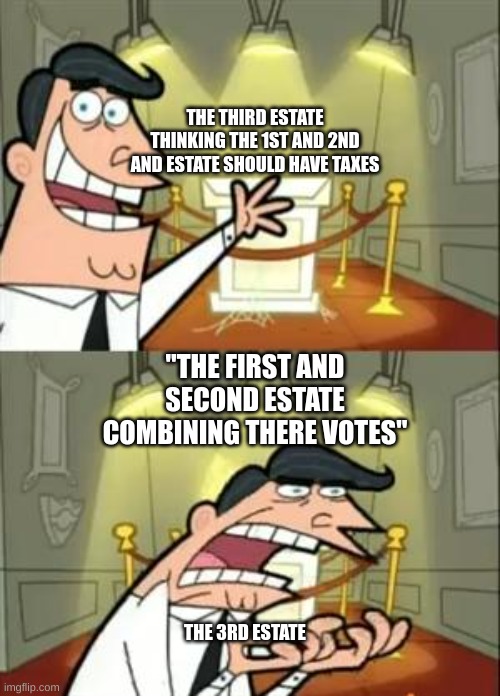 THE THIRD ESTATE
THINKING THE 1ST AND 2ND
AND ESTATE SHOULD HAVE TAXES
"THE FIRST AND
SECOND ESTATE
COMBINING THERE VOTES"
THE 3RD ESTATE
imgflip.com